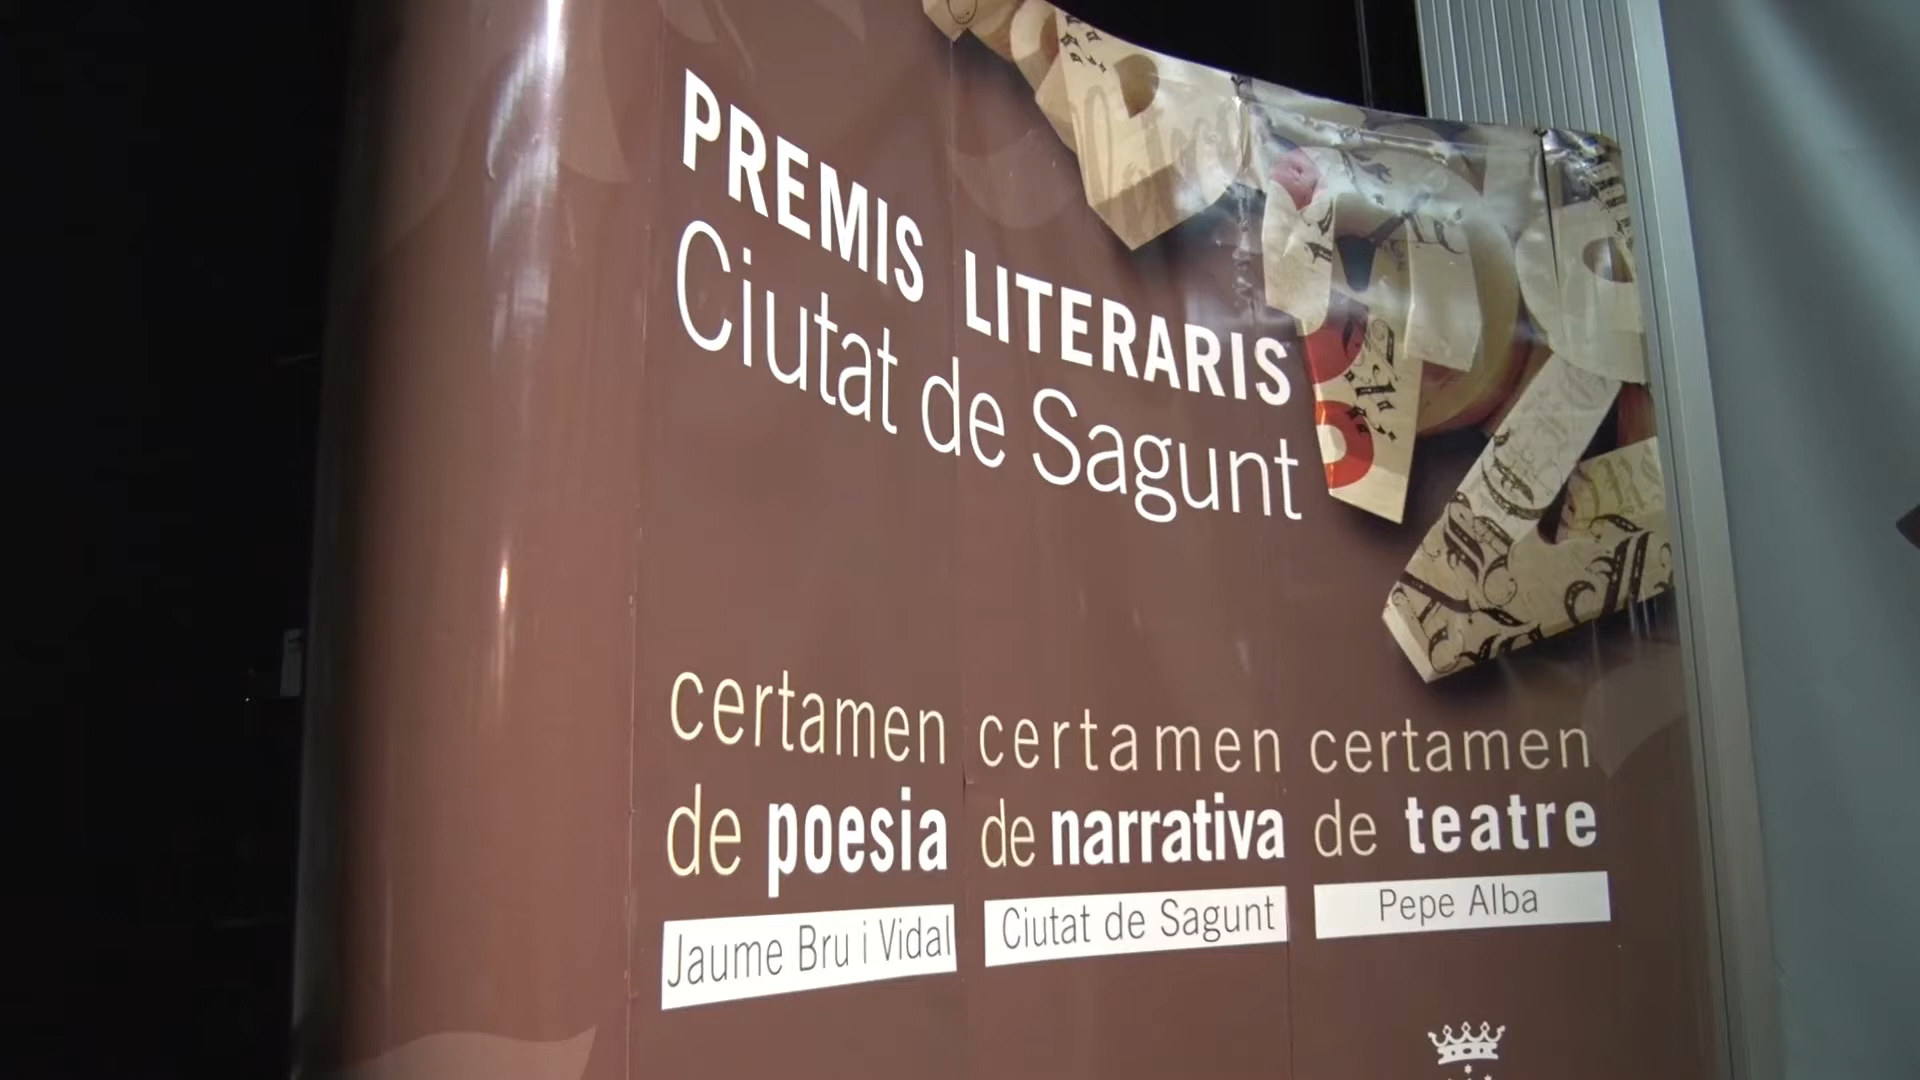 PREMIS LITERARIS
Ciutat de Sagunt
certamen
de poesia
Jaume Bru i Vidal
certamen
de narrativa
Ciutat de Sagunt
certamen
de teatre
Pepe Alba